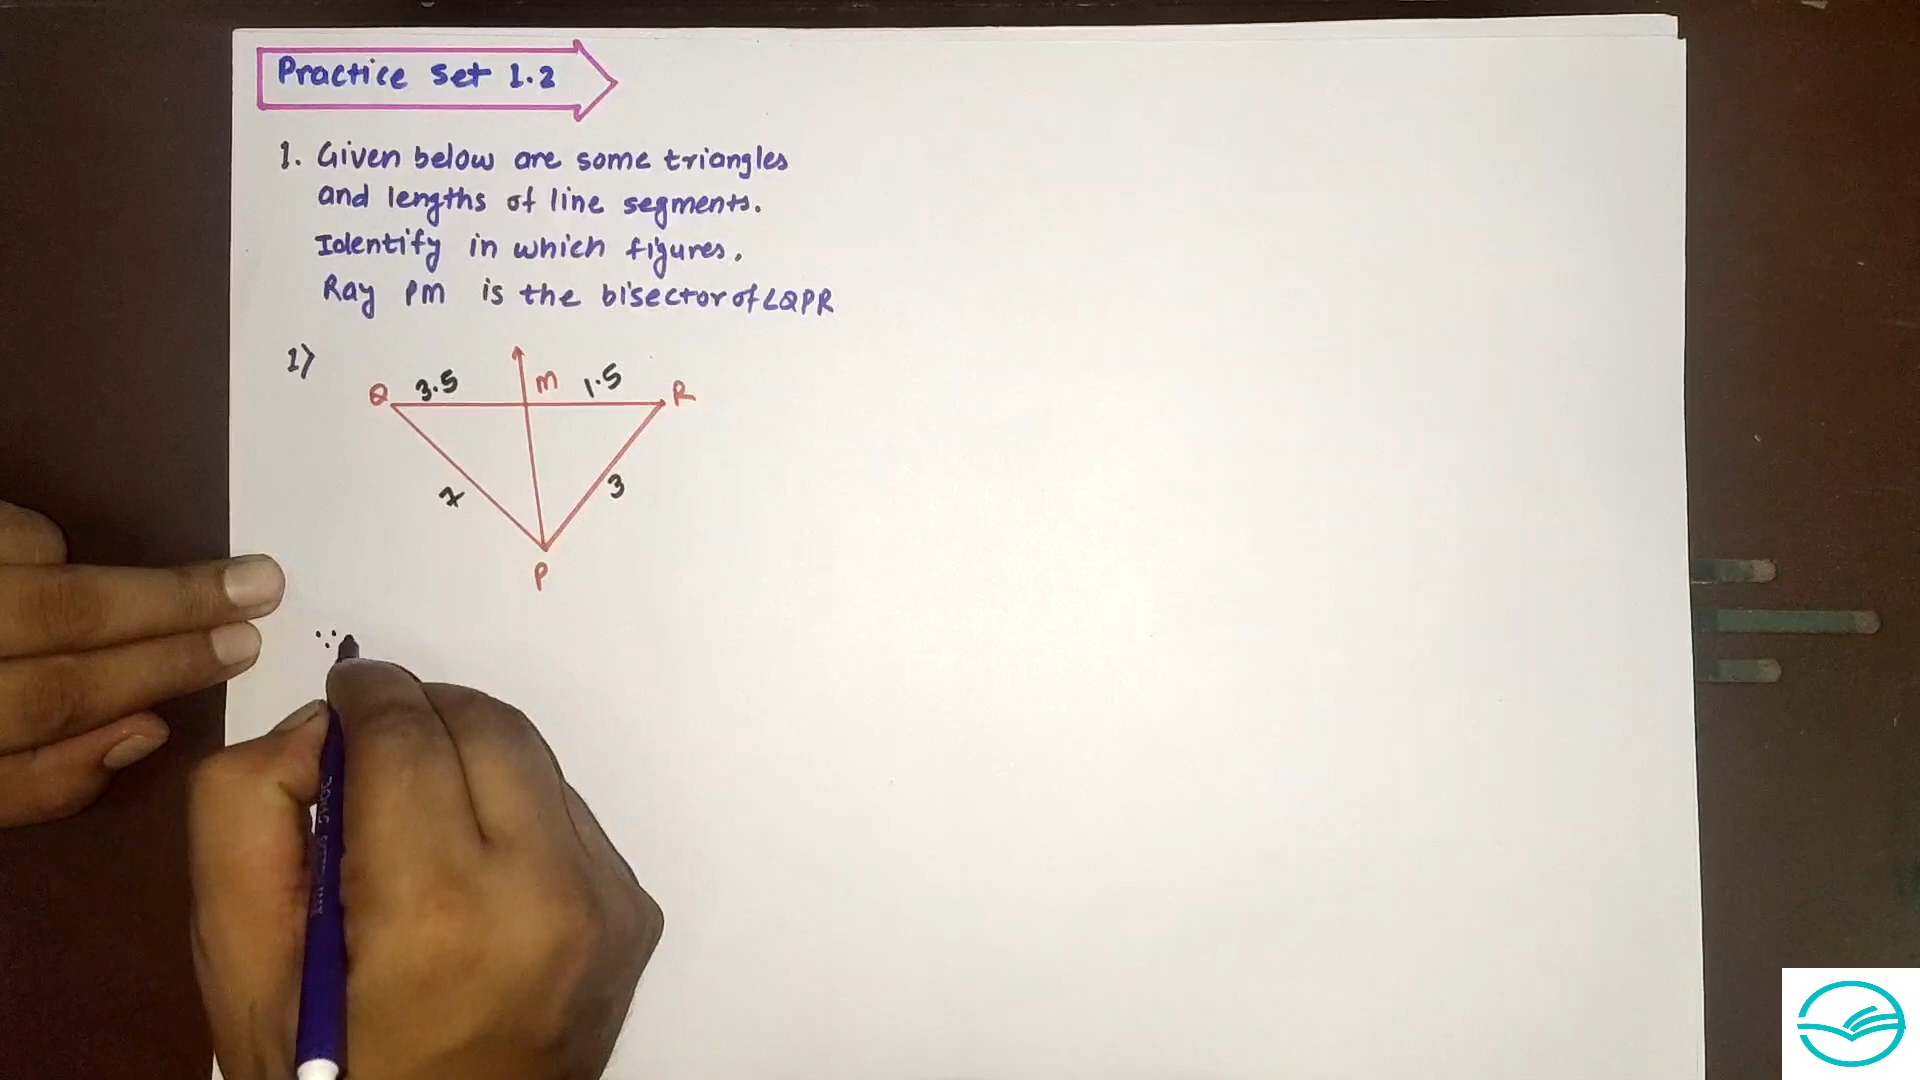 Practice Set 1.2
1. Given below are some triangles
and lengths of line segments.
Identify in which figures.
Ray PM is the bisector of ∠QPR
1)
Q 3.5 M 1.5 R
x 3
P
∵